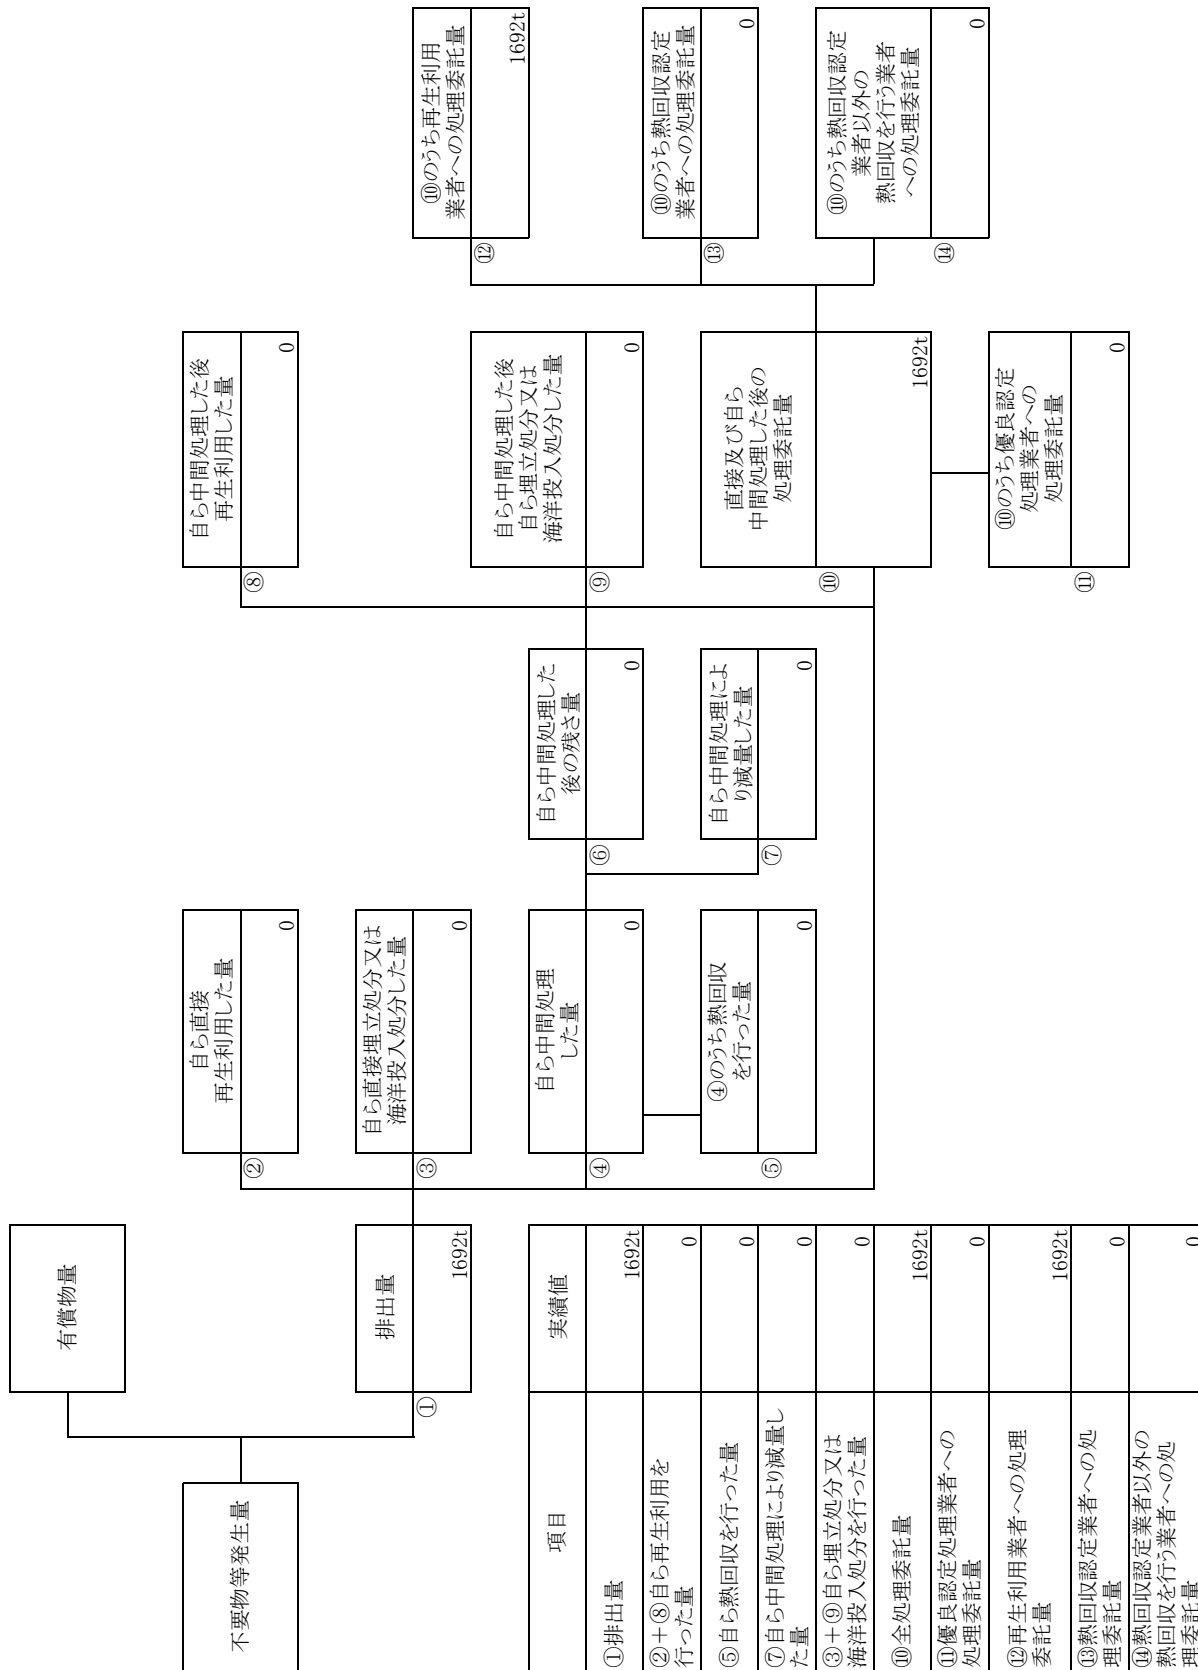 不要物等発生量
有償物量
①
排出量
1692t
②
自ら直接
再生利用した量
0
③
自ら直接埋立処分又は
海洋投入処分した量
0
④
自ら中間処理
した量
0
⑤
④のうち熱回収
を行った量
0
⑥
自ら中間処理した
後の残さ量
0
⑦
自ら中間処理によ
り減量した量
0
⑧
自ら中間処理した後
再生利用した量
0
⑨
自ら中間処理した後
自ら埋立処分又は
海洋投入処分した量
0
⑩
直接及び自ら
中間処理した後の
処理委託量
1692t
⑪
⑩のうち優良認定
処理業者への
処理委託量
0
⑫
⑩のうち再生利用
業者への処理委託量
1692t
⑬
⑩のうち熱回収認定
業者への処理委託量
0
⑭
⑩のうち熱回収認定
業者以外の
熱回収を行う業者
への処理委託量
0
項目 実績値
①排出量 1692t
②+⑧自ら再生利用を
行った量 0
⑤自ら熱回収を行った量 0
⑦自ら中間処理により減量し
た量 0
③+⑨自ら埋立処分又は
海洋投入処分を行った量 0
⑩全処理委託量 1692t
⑪優良認定処理業者への
処理委託量 0
⑫再生利用業者への処理
委託量 1692t
⑬熱回収認定業者への処
理委託量 0
⑭熱回収認定業者以外の
熱回収を行う業者への処
理委託量 0